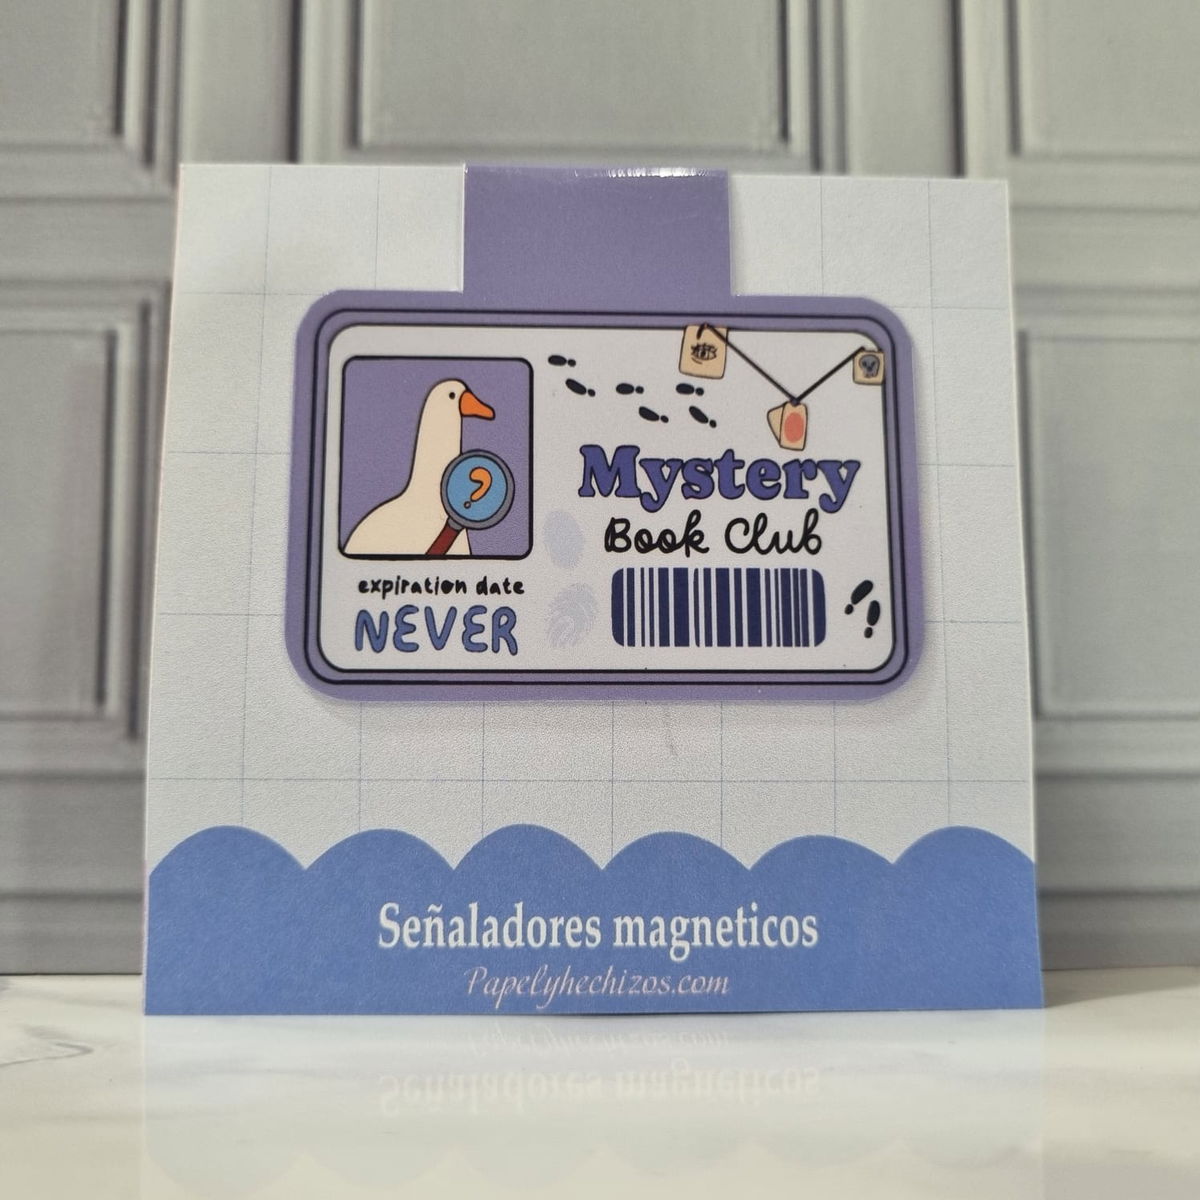 Mystery
Book Club
expiration date
NEVER
?
Señaladores magneticos
Papelyhechizos.com